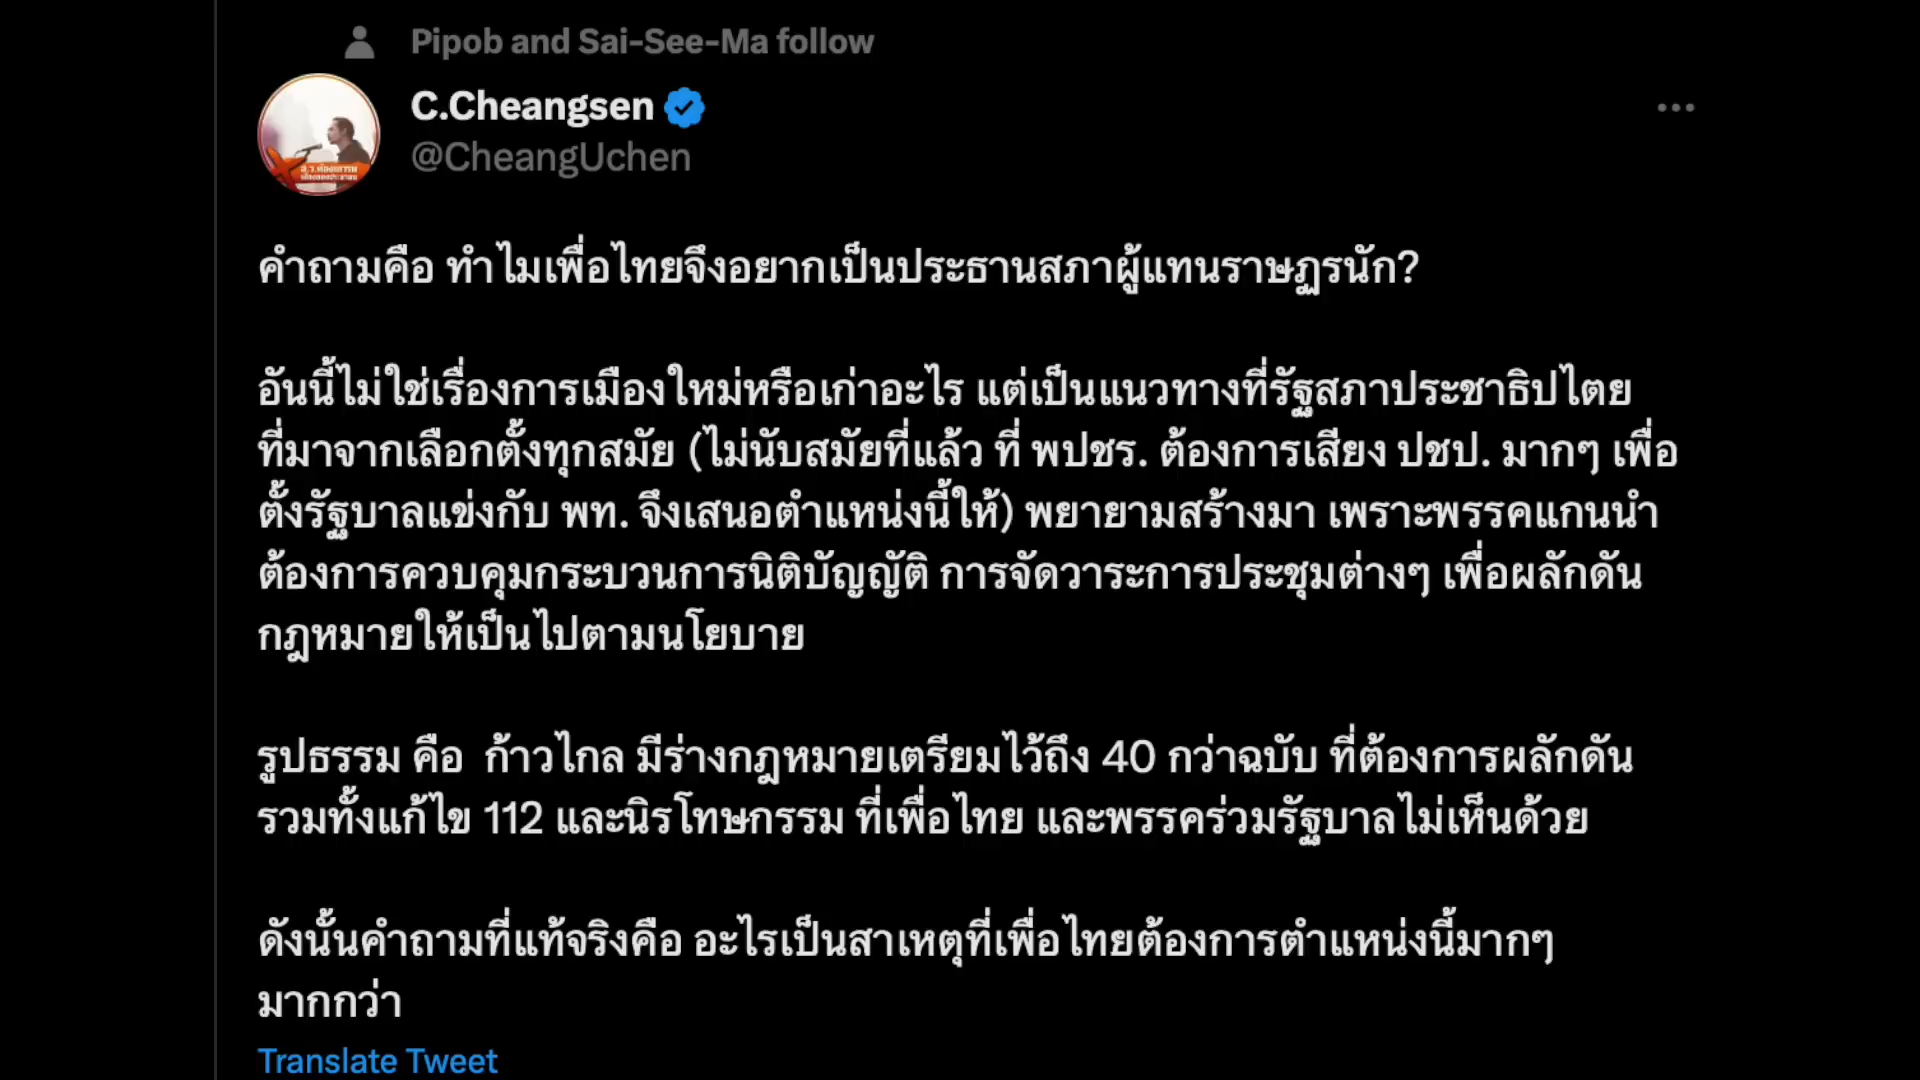 Pipob and Sai-See-Ma follow
C.Cheangsen
@CheangUchen
คำถามคือ ทำไมเพื่อไทยจึงอยากเป็นประธานสภาผู้แทนราษฎรนัก?
อันนี้ไม่ใช่เรื่องการเมืองใหม่หรือเก่าอะไร แต่เป็นแนวทางที่รัฐสภาประชาธิปไตย
ที่มาจากเลือกตั้งทุกสมัย (ไม่นับสมัยที่แล้ว ที่ พปชร. ต้องการเสียง ปชป. มากๆ เพื่อ
ตั้งรัฐบาลแข่งกับ พท. จึงเสนอตำแหน่งนี้ให้) พยายามสร้างมา เพราะพรรคแกนนำ
ต้องการควบคุมกระบวนการนิติบัญญัติ การจัดวาระการประชุมต่างๆ เพื่อผลักดัน
กฎหมายให้เป็นไปตามนโยบาย
รูปธรรม คือ ก้าวไกล มีร่างกฎหมายเตรียมไว้ถึง 40 กว่าฉบับ ที่ต้องการผลักดัน
รวมทั้งแก้ไข 112 และนิรโทษกรรม ที่เพื่อไทย และพรรคร่วมรัฐบาลไม่เห็นด้วย
ดังนั้นคำถามที่แท้จริงคือ อะไรเป็นสาเหตุที่เพื่อไทยต้องการตำแหน่งนี้มากๆ
มากกว่า
Translate Tweet